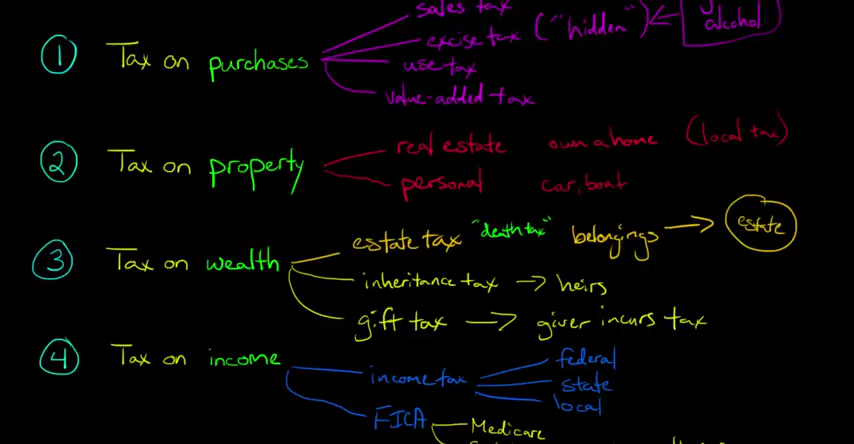 sales tax
alcohol
excise tax ("hidden")
1 Tax on purchases
use tax
value-added tax
real estate own a home (local tax)
2 Tax on property
personal car, boat
estate tax "death tax" belongings → estate
3 Tax on wealth
inheritance tax → heirs
gift tax → giver incurs tax
4 Tax on income
federal
income tax state
local
FICA
Medicare